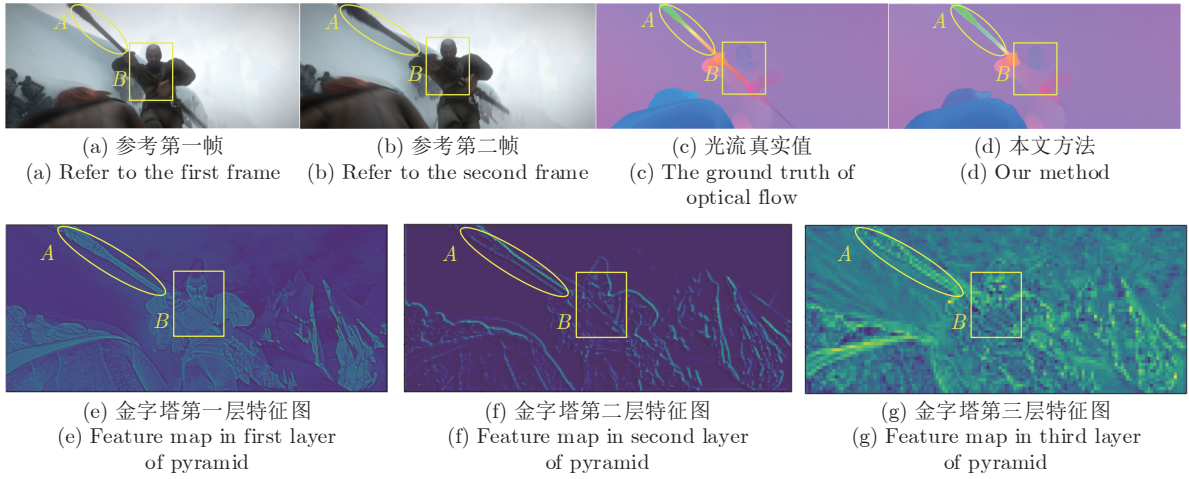 A
B
A
B
A
B
A
B
(a) 参考第一帧
(b) 参考第二帧
(c) 光流真实值
(d) 本文方法
(a) Refer to the first frame
(b) Refer to the second frame
(c) The ground truth of
optical flow
(d) Our method
A
B
A
B
A
B
(e) 金字塔第一层特征图
(f) 金字塔第二层特征图
(g) 金字塔第三层特征图
(e) Feature map in first layer
of pyramid
(f) Feature map in second layer
of pyramid
(g) Feature map in third layer
of pyramid